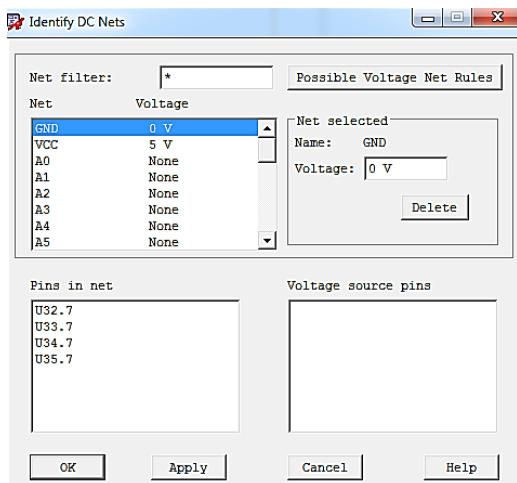 Identify DC Nets
Net filter: * Possible Voltage Net Rules
Net Voltage
GND 0 V
VCC 5 V
A0 None
A1 None
A2 None
A3 None
A4 None
A5 None
Net selected
Name: GND
Voltage: 0 V
Delete
Pins in net
U32.7
U33.7
U34.7
U35.7
Voltage source pins
OK Apply Cancel Help